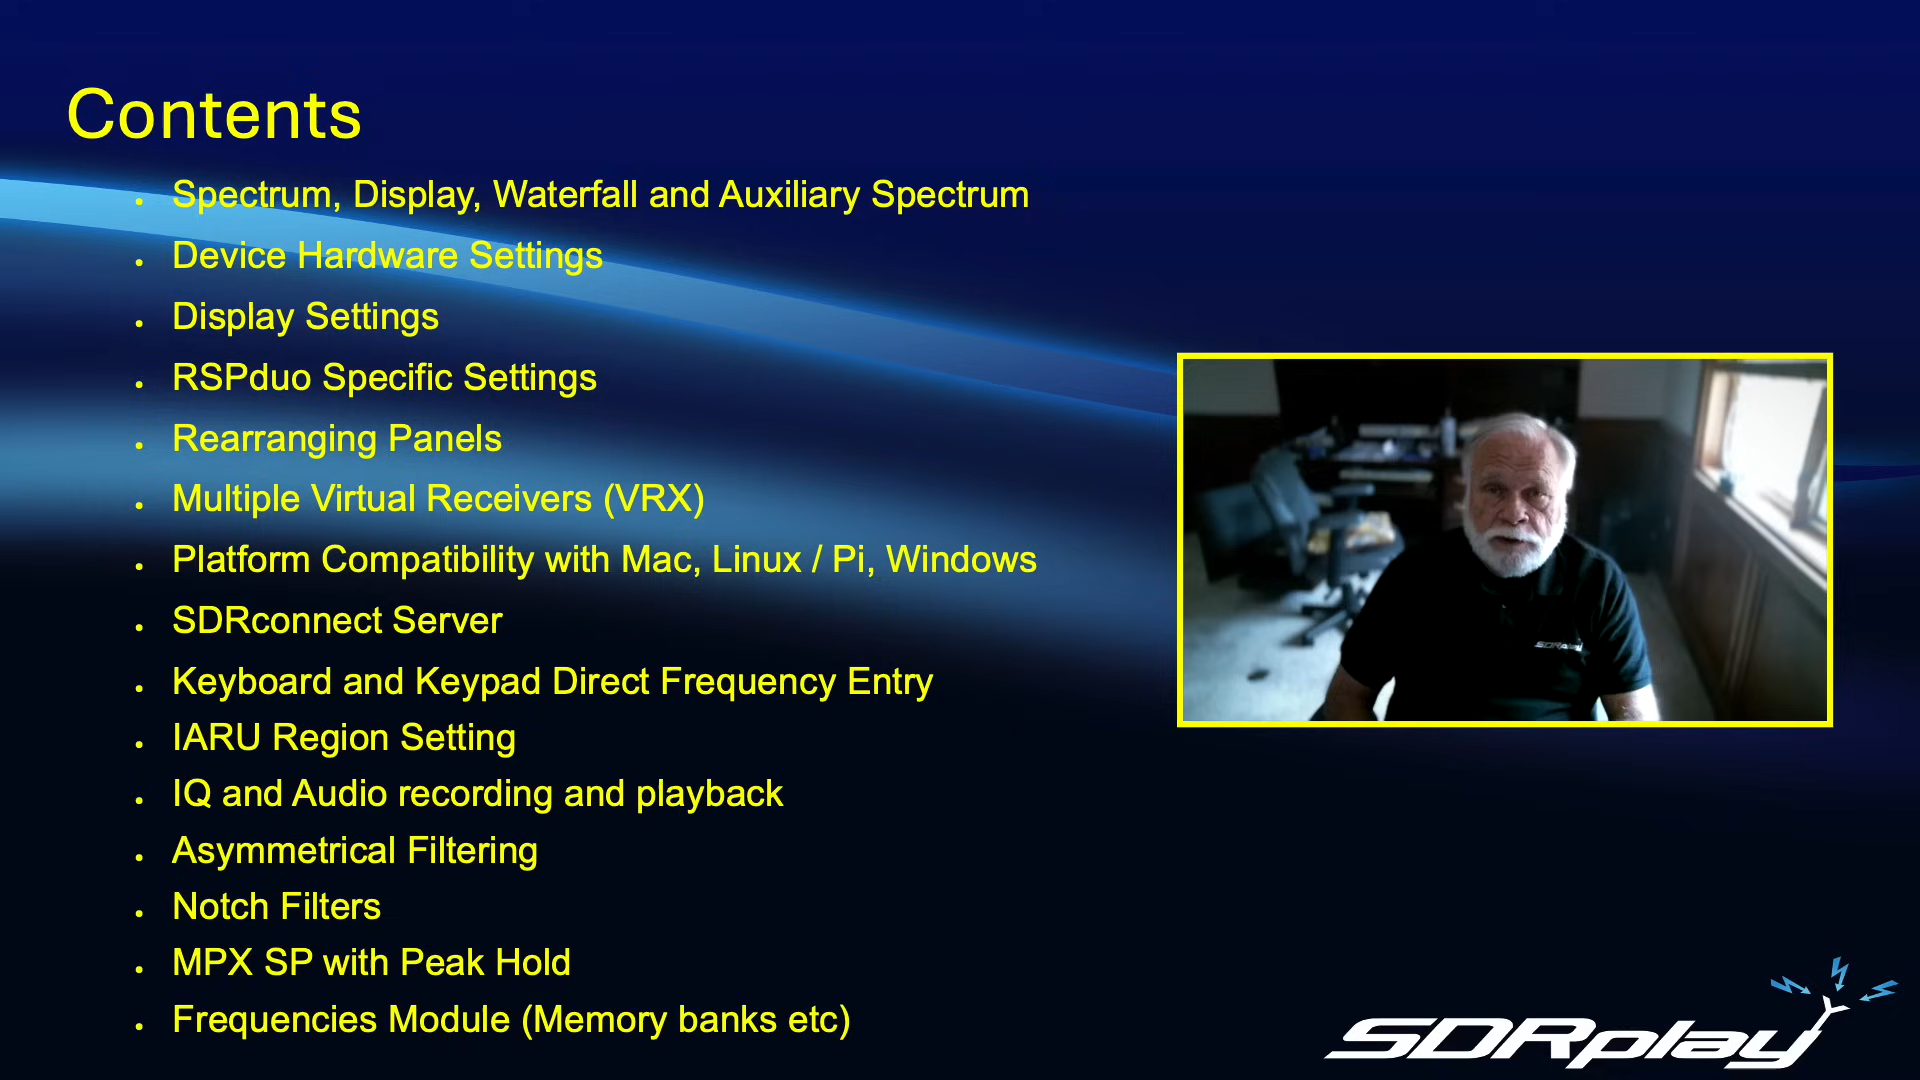 Contents
Spectrum, Display, Waterfall and Auxiliary Spectrum
Device Hardware Settings
Display Settings
RSPduo Specific Settings
Rearranging Panels
Multiple Virtual Receivers (VRX)
Platform Compatibility with Mac, Linux / Pi, Windows
SDRconnect Server
Keyboard and Keypad Direct Frequency Entry
IARU Region Setting
IQ and Audio recording and playback
Asymmetrical Filtering
Notch Filters
MPX SP with Peak Hold
Frequencies Module (Memory banks etc)
SDRplay
SDRplay